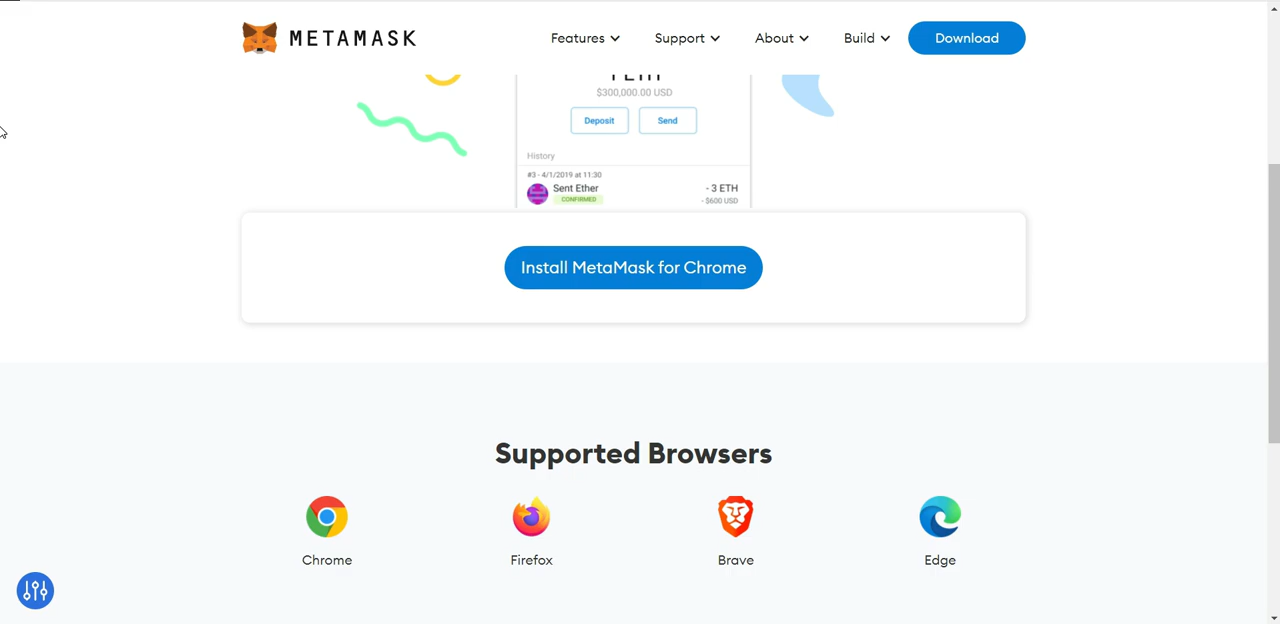 METAMASK
Features
Support
About
Build
Download
$300,000.00 USD
Deposit
Send
History
#3 - 4/1/2019 at 11:30
Sent Ether
- 3 ETH
CONFIRMED
- $600 USD
Install MetaMask for Chrome
Supported Browsers
Chrome
Firefox
Brave
Edge